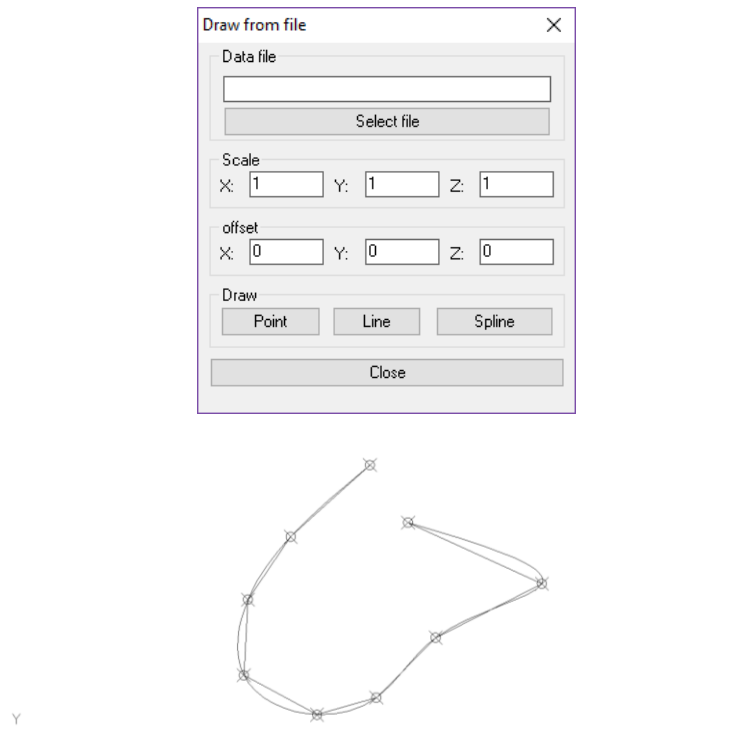 Draw from file
Data file
Select file
Scale
X: 1 Y: 1 Z: 1
offset
X: 0 Y: 0 Z: 0
Draw
Point Line Spline
Close
Y